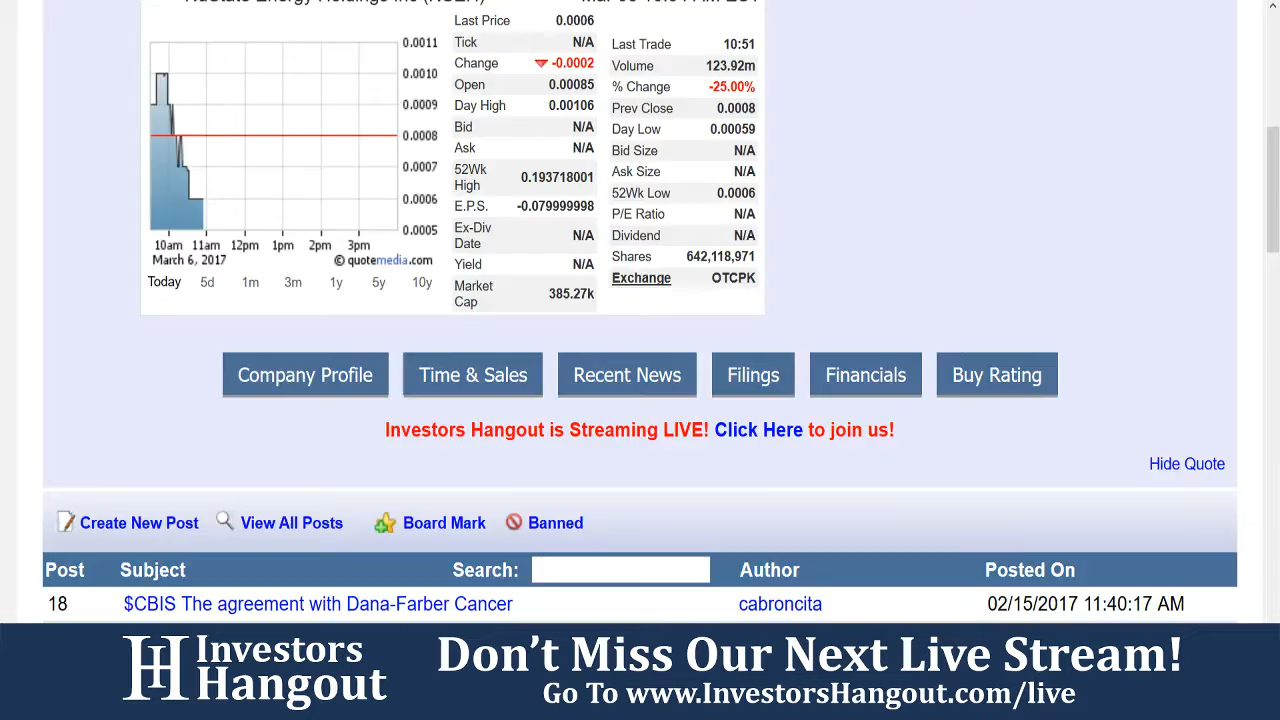 0.0011
0.0010
0.0009
0.0008
0.0007
0.0006
0.0005
10am 11am 12pm 1pm 2pm 3pm
March 6, 2017 © quotemedia.com
Today 5d 1m 3m 1y 5y 10y
Last Price 0.0006
Tick N/A
Change -0.0002
Open 0.00085
Day High 0.00106
Bid N/A
Ask N/A
52Wk High 0.193718001
E.P.S. -0.079999998
Ex-Div Date N/A
Yield N/A
Market Cap 385.27k
Last Trade 10:51
Volume 123.92m
% Change -25.00%
Prev Close 0.0008
Day Low 0.00059
Bid Size N/A
Ask Size N/A
52Wk Low 0.0006
P/E Ratio N/A
Dividend N/A
Shares 642,118,971
Exchange OTCPK
Company Profile Time & Sales Recent News Filings Financials Buy Rating
Investors Hangout is Streaming LIVE! Click Here to join us!
Hide Quote
Create New Post View All Posts Board Mark Banned
Post Subject Search: Author Posted On
18 $CBIS The agreement with Dana-Farber Cancer cabroncita 02/15/2017 11:40:17 AM
Investors
Hangout
Don't Miss Our Next Live Stream!
Go To www.InvestorsHangout.com/live